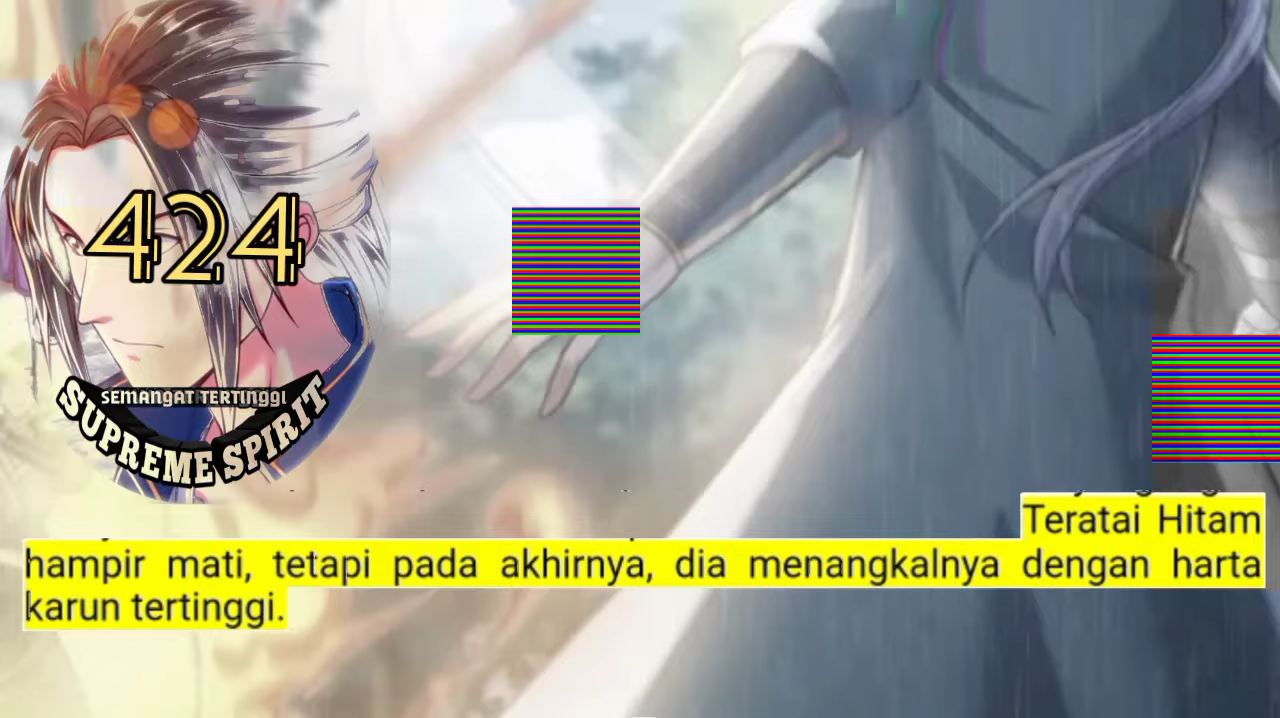 424
SEMANGAT TERTINGGI
SUPREME SPIRIT
Teratai Hitam
hampir mati, tetapi pada akhirnya, dia menangkalnya dengan harta
karun tertinggi.